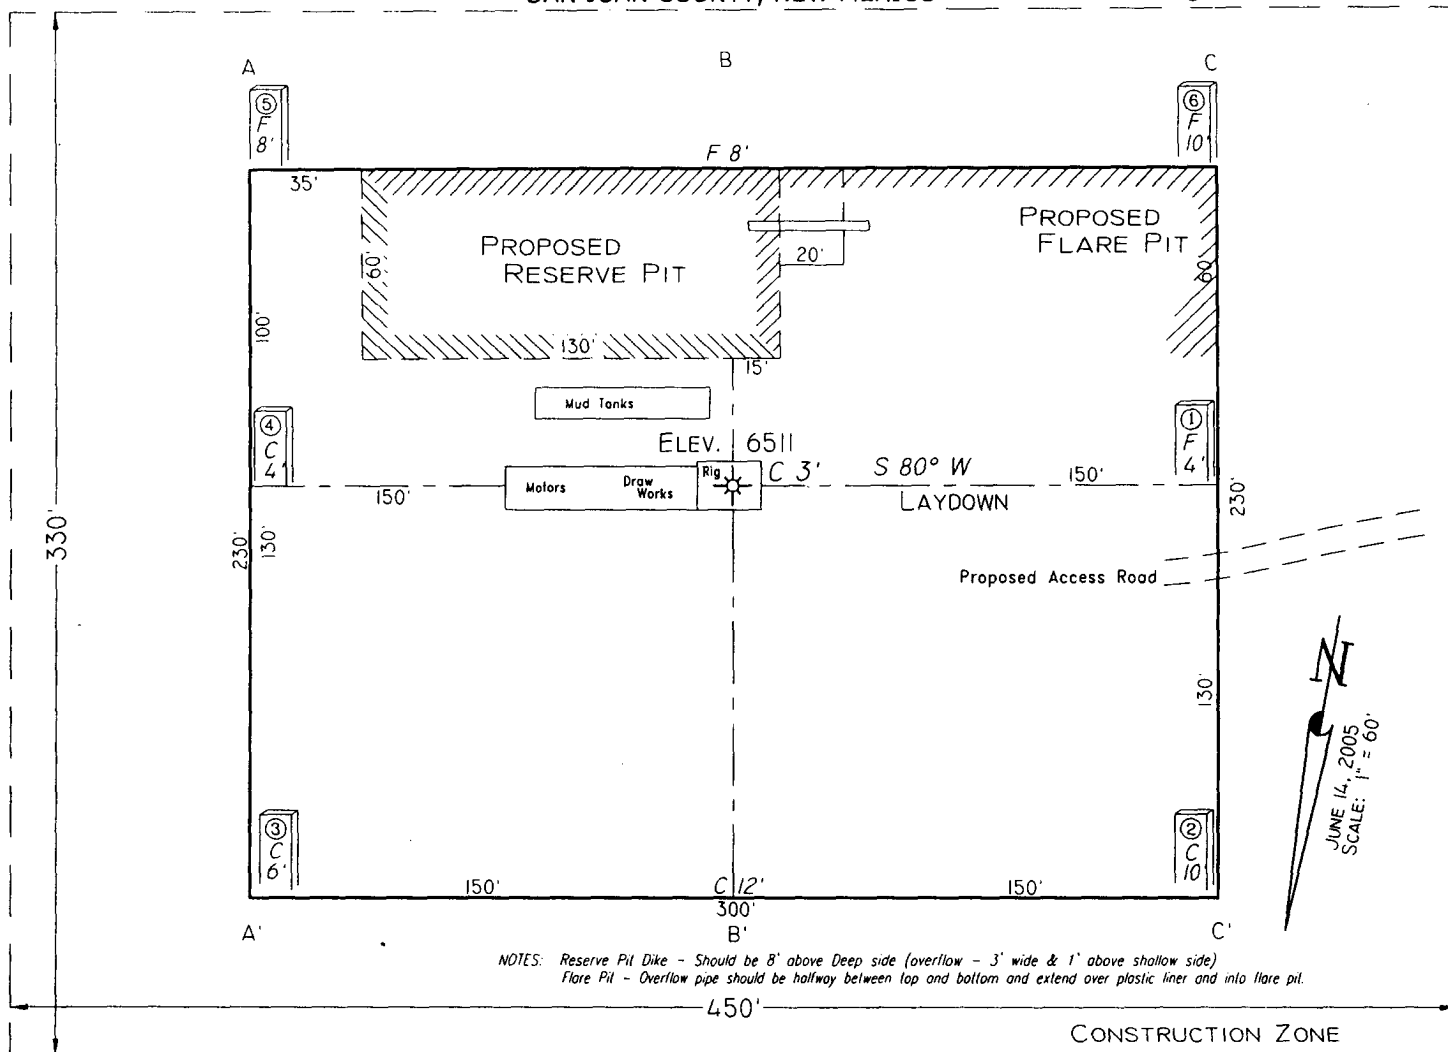 A
B
C
⑤
F
8'
⑥
F
10'
F 8'
35'
PROPOSED
RESERVE PIT
60'
20'
PROPOSED
FLARE PIT
60'
100'
130'
15'
Mud Tanks
④
C
4'
①
F
4'
ELEV. 6511
Rig
C 3'
S 80° W
150'
Motors
Draw
Works
150'
LAYDOWN
230'
330'
230'
130'
Proposed Access Road
N
130'
JUNE 14, 2005
SCALE: 1" = 60'
③
C
6'
②
C
10'
150'
C 12'
150'
300'
A'
B'
C'
NOTES: Reserve Pit Dike - Should be 8' above Deep side (overflow - 3' wide & 1' above shallow side)
Flare Pit - Overflow pipe should be halfway between top and bottom and extend over plastic liner and into flare pit.
450'
CONSTRUCTION ZONE